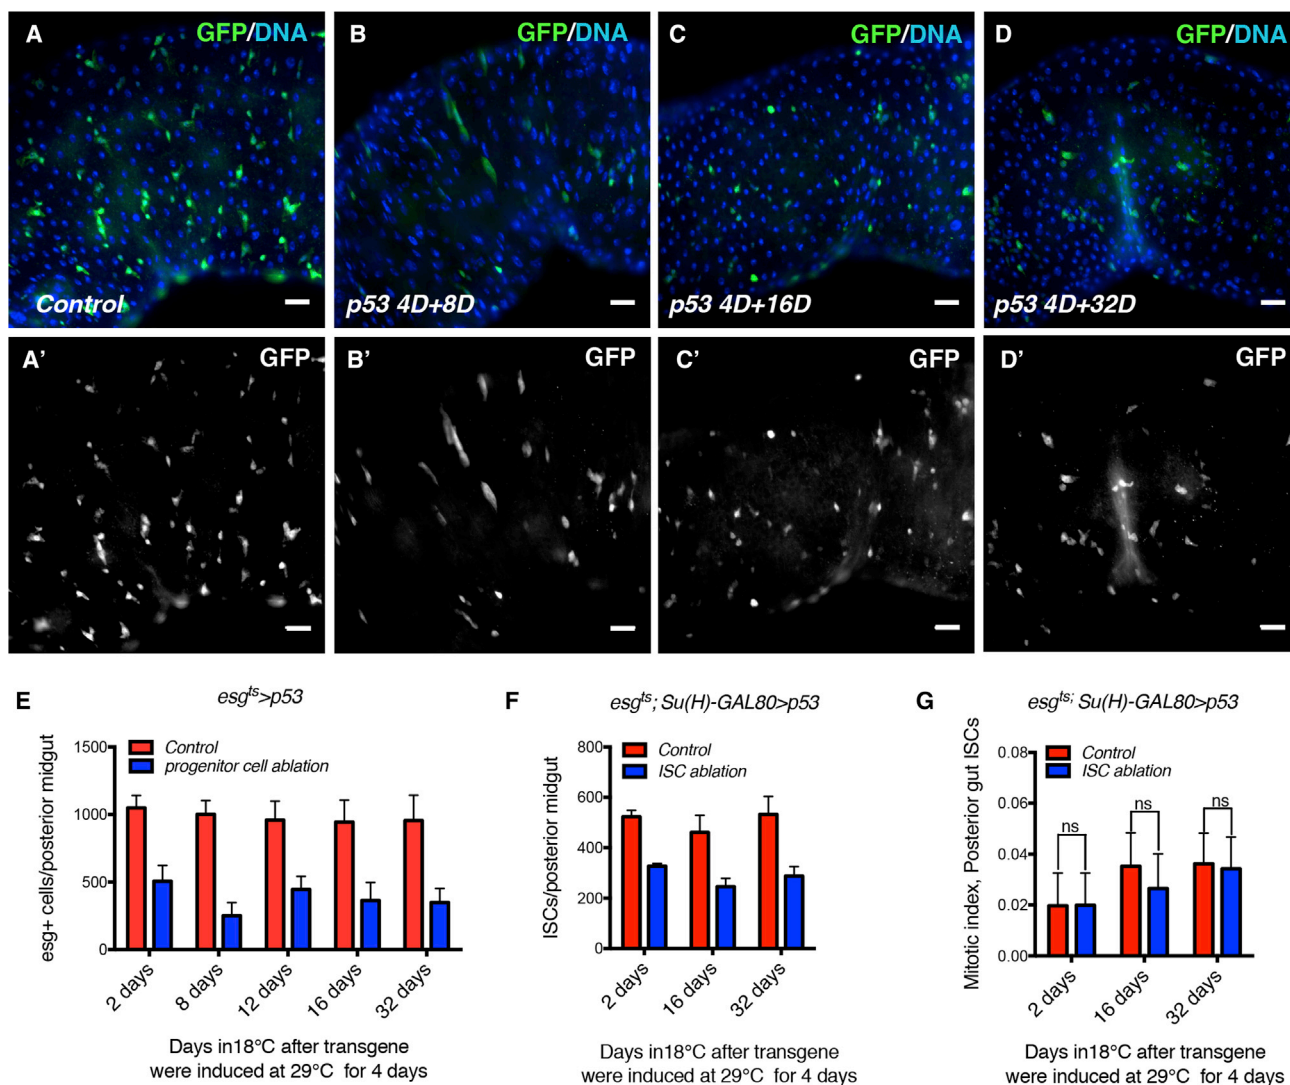 A
GFP/DNA
Control
B
GFP/DNA
p53 4D+8D
C
GFP/DNA
p53 4D+16D
D
GFP/DNA
p53 4D+32D
A’
GFP
B’
GFP
C’
GFP
D’
GFP
E
esgts>p53
Control
progenitor cell ablation
esg+ cells/posterior midgut
1500
1000
500
0
2 days
8 days
12 days
16 days
32 days
Days in18°C after transgene
were induced at 29°C for 4 days
F
esgts; Su(H)-GAL80>p53
Control
ISC ablation
ISCs/posterior midgut
800
600
400
200
0
2 days
16 days
32 days
Days in18°C after transgene
were induced at 29°C for 4 days
G
esgts; Su(H)-GAL80>p53
Control
ISC ablation
Mitotic index, Posterior gut ISCs
0.08
0.06
0.04
0.02
0.00
ns
ns
ns
2 days
16 days
32 days
Days in18°C after transgene
were induced at 29°C for 4 days